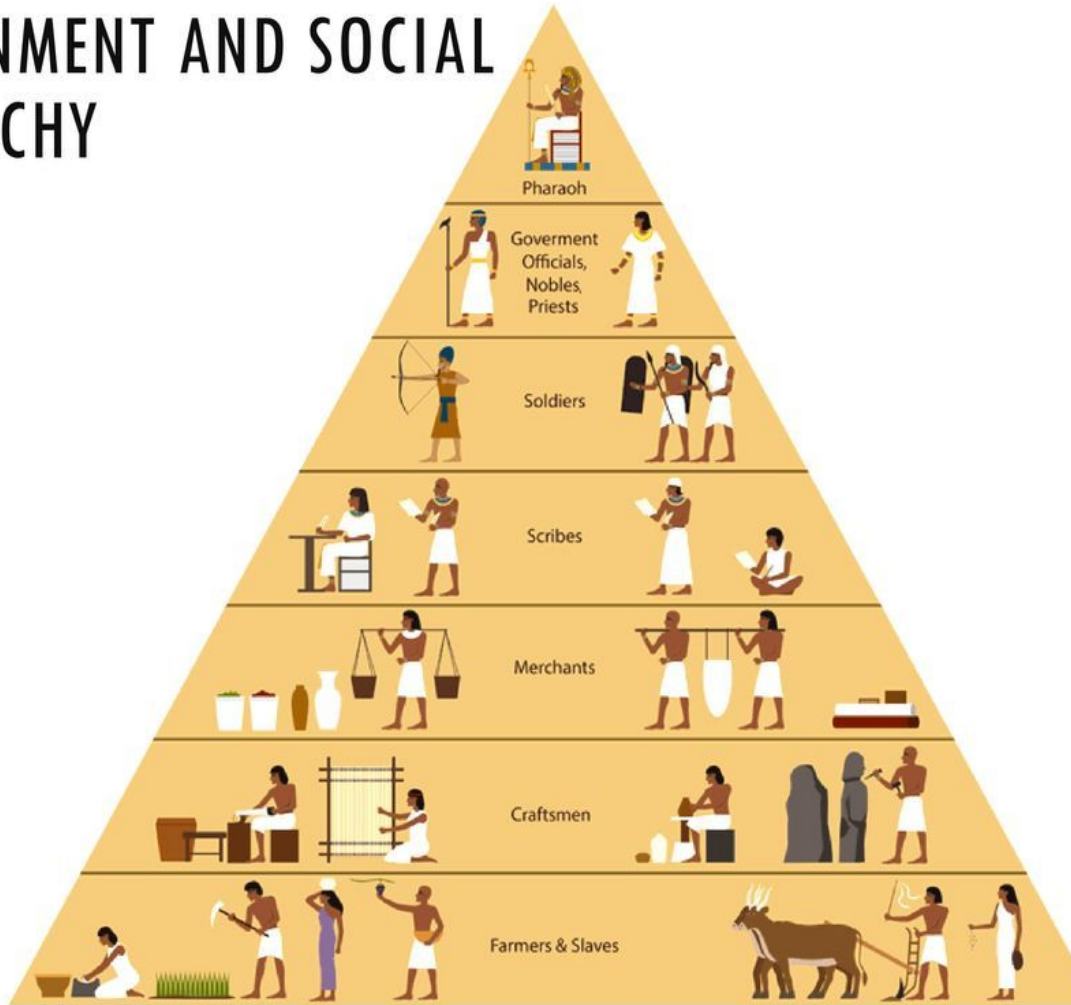 NMENT AND SOCIAL
CHY
Pharaoh
Goverment
Officials,
Nobles,
Priests
Soldiers
Scribes
Merchants
Craftsmen
Farmers & Slaves